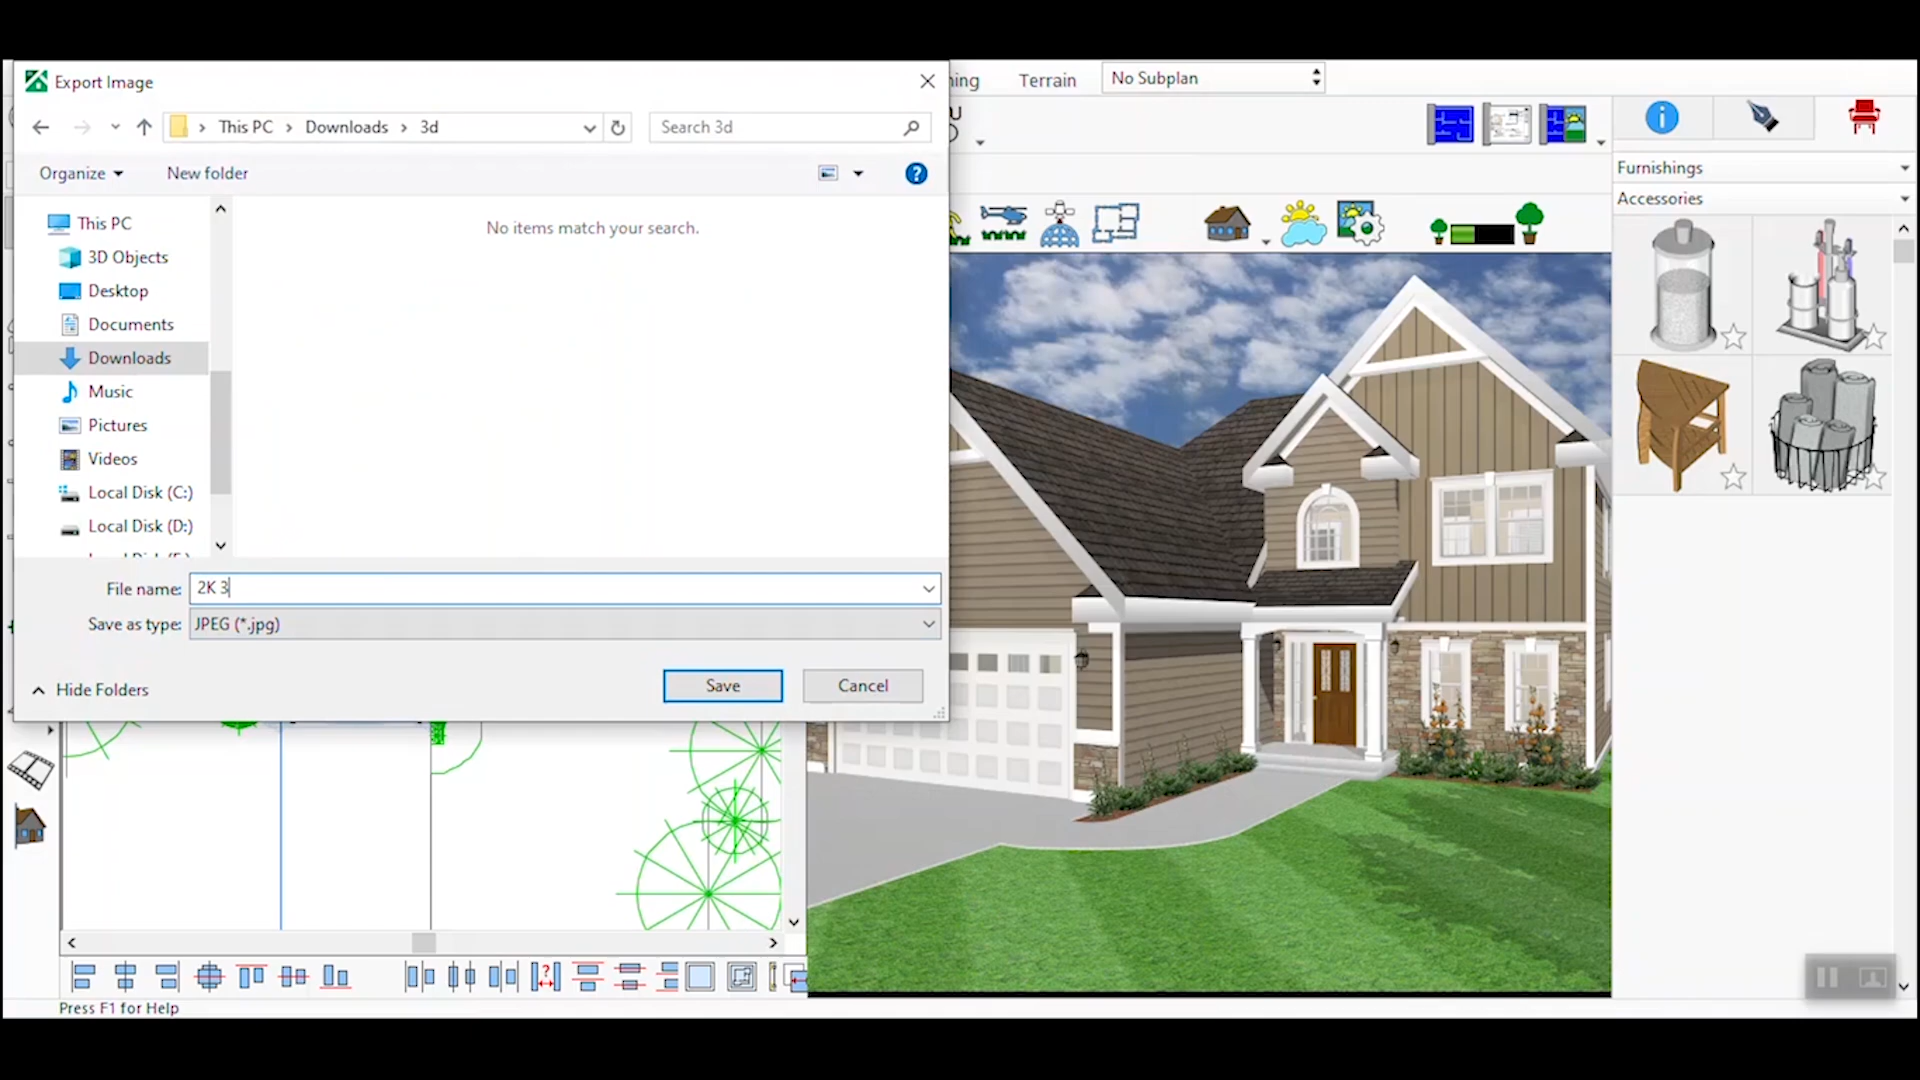 Export Image
ing
Terrain
No Subplan
This PC
Downloads
3d
Search 3d
Organize
New folder
Furnishings
Accessories
This PC
3D Objects
Desktop
Documents
Downloads
Music
Pictures
Videos
Local Disk (C:)
Local Disk (D:)
No items match your search.
File name:
2K 3
Save as type:
JPEG (*.jpg)
Hide Folders
Save
Cancel
Press F1 for Help